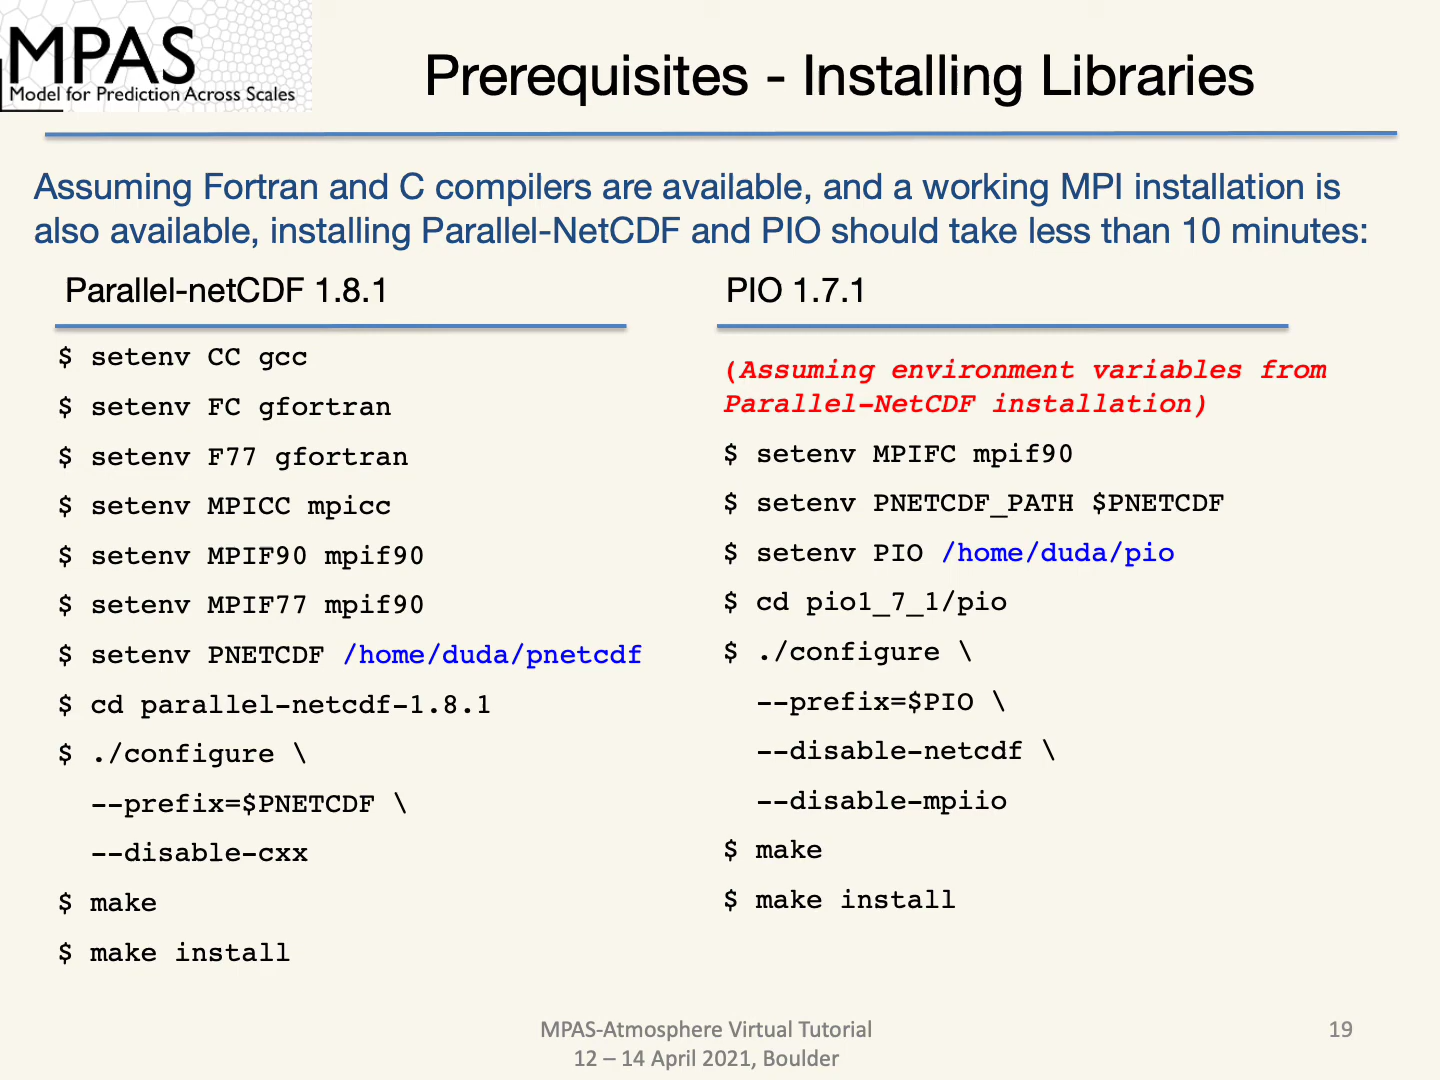 MPAS
Model for Prediction Across Scales
Prerequisites - Installing Libraries
Assuming Fortran and C compilers are available, and a working MPI installation is
also available, installing Parallel-NetCDF and PIO should take less than 10 minutes:
Parallel-netCDF 1.8.1
$ setenv CC gcc
$ setenv FC gfortran
$ setenv F77 gfortran
$ setenv MPICC mpicc
$ setenv MPIF90 mpif90
$ setenv MPIF77 mpif90
$ setenv PNETCDF /home/duda/pnetcdf
$ cd parallel-netcdf-1.8.1
$ ./configure \
--prefix=$PNETCDF \
--disable-cxx
$ make
$ make install
PIO 1.7.1
(Assuming environment variables from
Parallel-NetCDF installation)
$ setenv MPIFC mpif90
$ setenv PNETCDF_PATH $PNETCDF
$ setenv PIO /home/duda/pio
$ cd pio1_7_1/pio
$ ./configure \
--prefix=$PIO \
--disable-netcdf \
--disable-mpiio
$ make
$ make install
MPAS-Atmosphere Virtual Tutorial
12 – 14 April 2021, Boulder
19